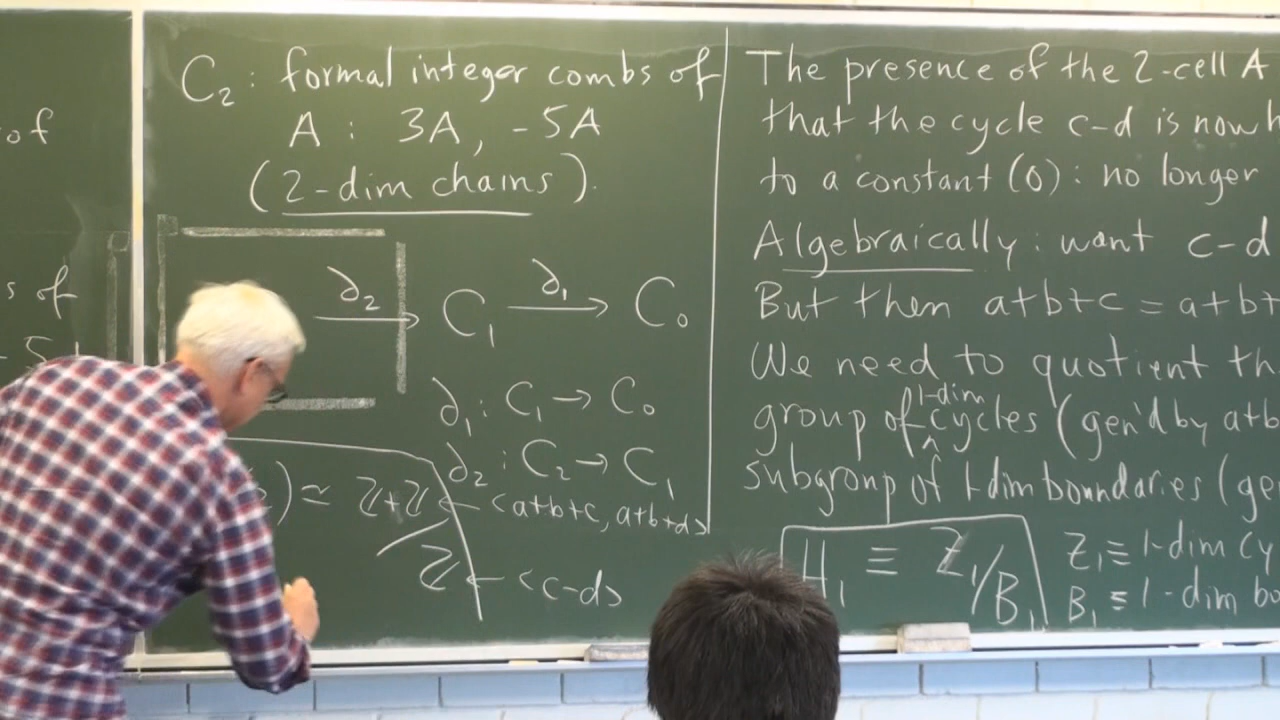 of
s of
C₂: formal integer combs of
A: 3A, -5A
(2-dim chains).
∂₂ → C₁ ∂₁ → C₀
∂₁: C₁ → C₀
∂₂: C₂ → C₁
) ≃ ℤ+ℤ ← <a+b+c, a+b+d>
/ ℤ ← <c-d>
The presence of the 2-cell A
that the cycle c-d is now
to a constant (0): no longer
Algebraically: want c-d
But then a+b+c = a+b+
We need to quotient
group of ^ 1-dim cycles (gen'd by a+b
subgroup of 1-dim boundaries
H₁ ≡ Z₁/B₁
Z₁ ≡ 1-dim cy
B₁ ≡ 1-dim bo